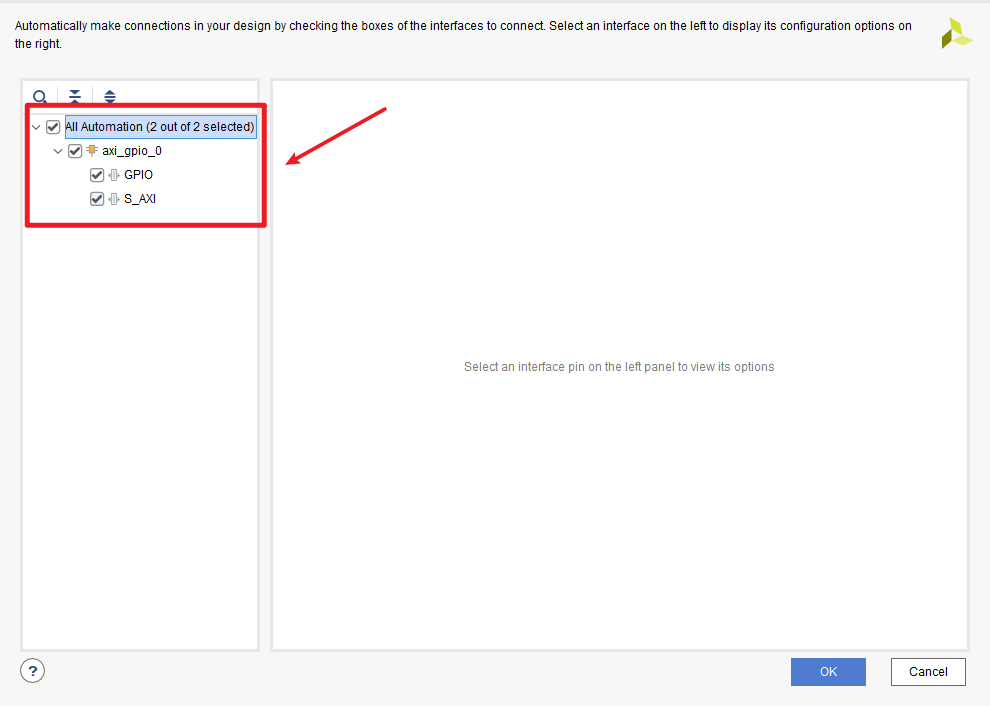 Automatically make connections in your design by checking the boxes of the interfaces to connect. Select an interface on the left to display its configuration options on
the right.
All Automation (2 out of 2 selected)
axi_gpio_0
GPIO
S_AXI
Select an interface pin on the left panel to view its options
?
OK
Cancel